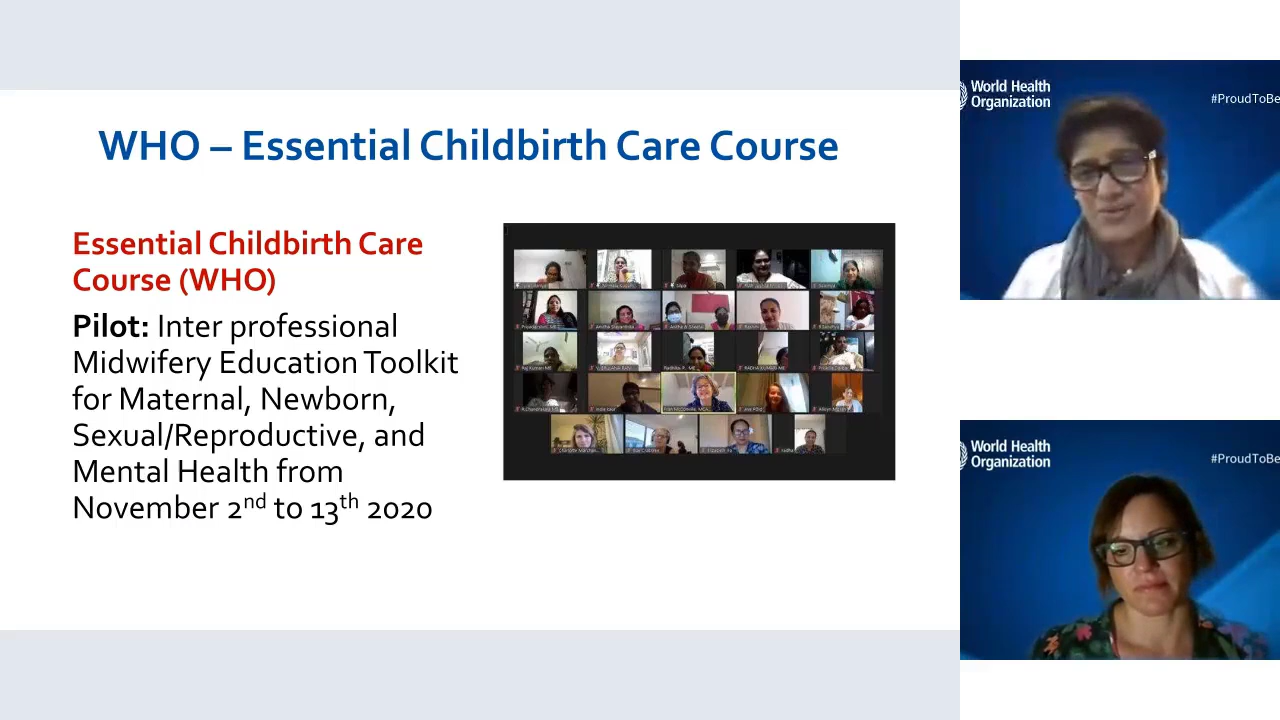 WHO – Essential Childbirth Care Course
Essential Childbirth Care
Course (WHO)
Pilot: Inter professional
Midwifery Education Toolkit
for Maternal, Newborn,
Sexual/Reproductive, and
Mental Health from
November 2nd to 13th 2020
World Health
Organization
#ProudToBe
World Health
Organization
#ProudToBe